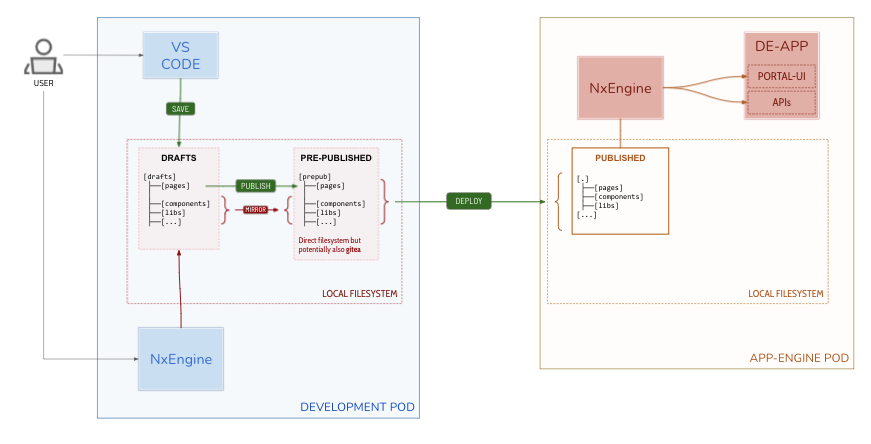 USER
VS
CODE
SAVE
DRAFTS
[drafts]
├──[pages]
├──[components]
├──[libs]
├──[...]
PUBLISH
MIRROR
PRE-PUBLISHED
[prepub]
├──[pages]
├──[components]
├──[libs]
├──[...]
Direct filesystem but
potentially also gitea
LOCAL FILESYSTEM
NxEngine
DEVELOPMENT POD
DEPLOY
NxEngine
DE-APP
PORTAL-UI
APIs
PUBLISHED
[.]
├──[pages]
├──[components]
├──[libs]
[...]
LOCAL FILESYSTEM
APP-ENGINE POD